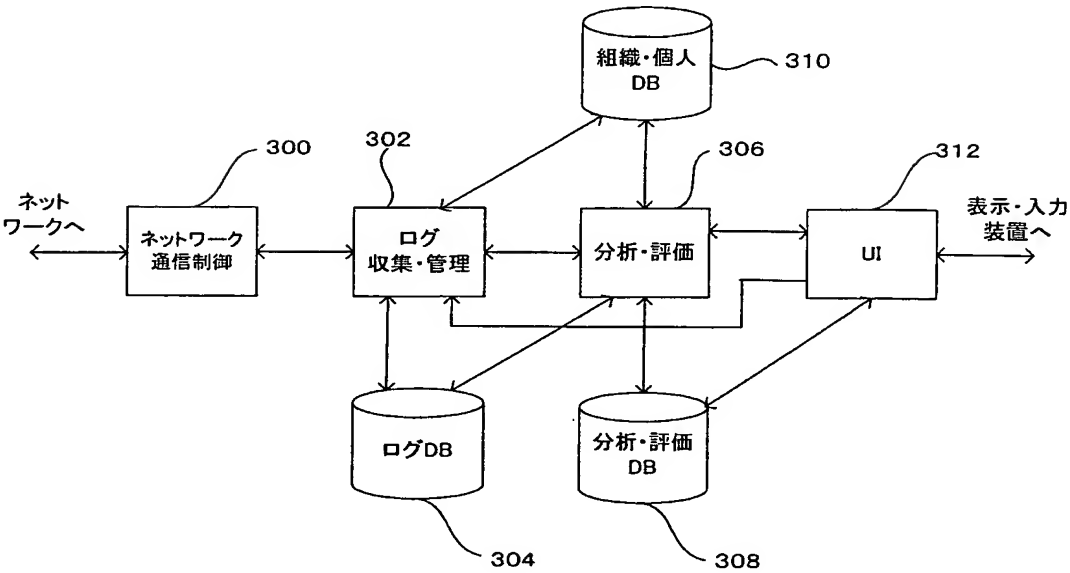 組織・個人
DB
310
300
302
306
312
ネット
ワークへ
ネットワーク
通信制御
ログ
収集・管理
分析・評価
UI
表示・入力
装置へ
ログDB
分析・評価
DB
304
308